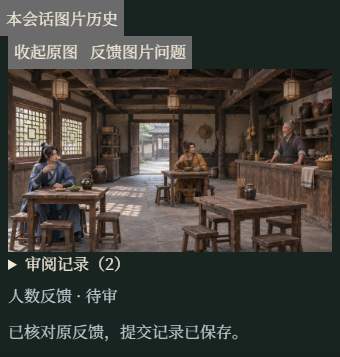 本会话图片历史
收起原图 反馈图片问题
▶ 审阅记录（2）
人数反馈 · 待审
已核对原反馈，提交记录已保存。